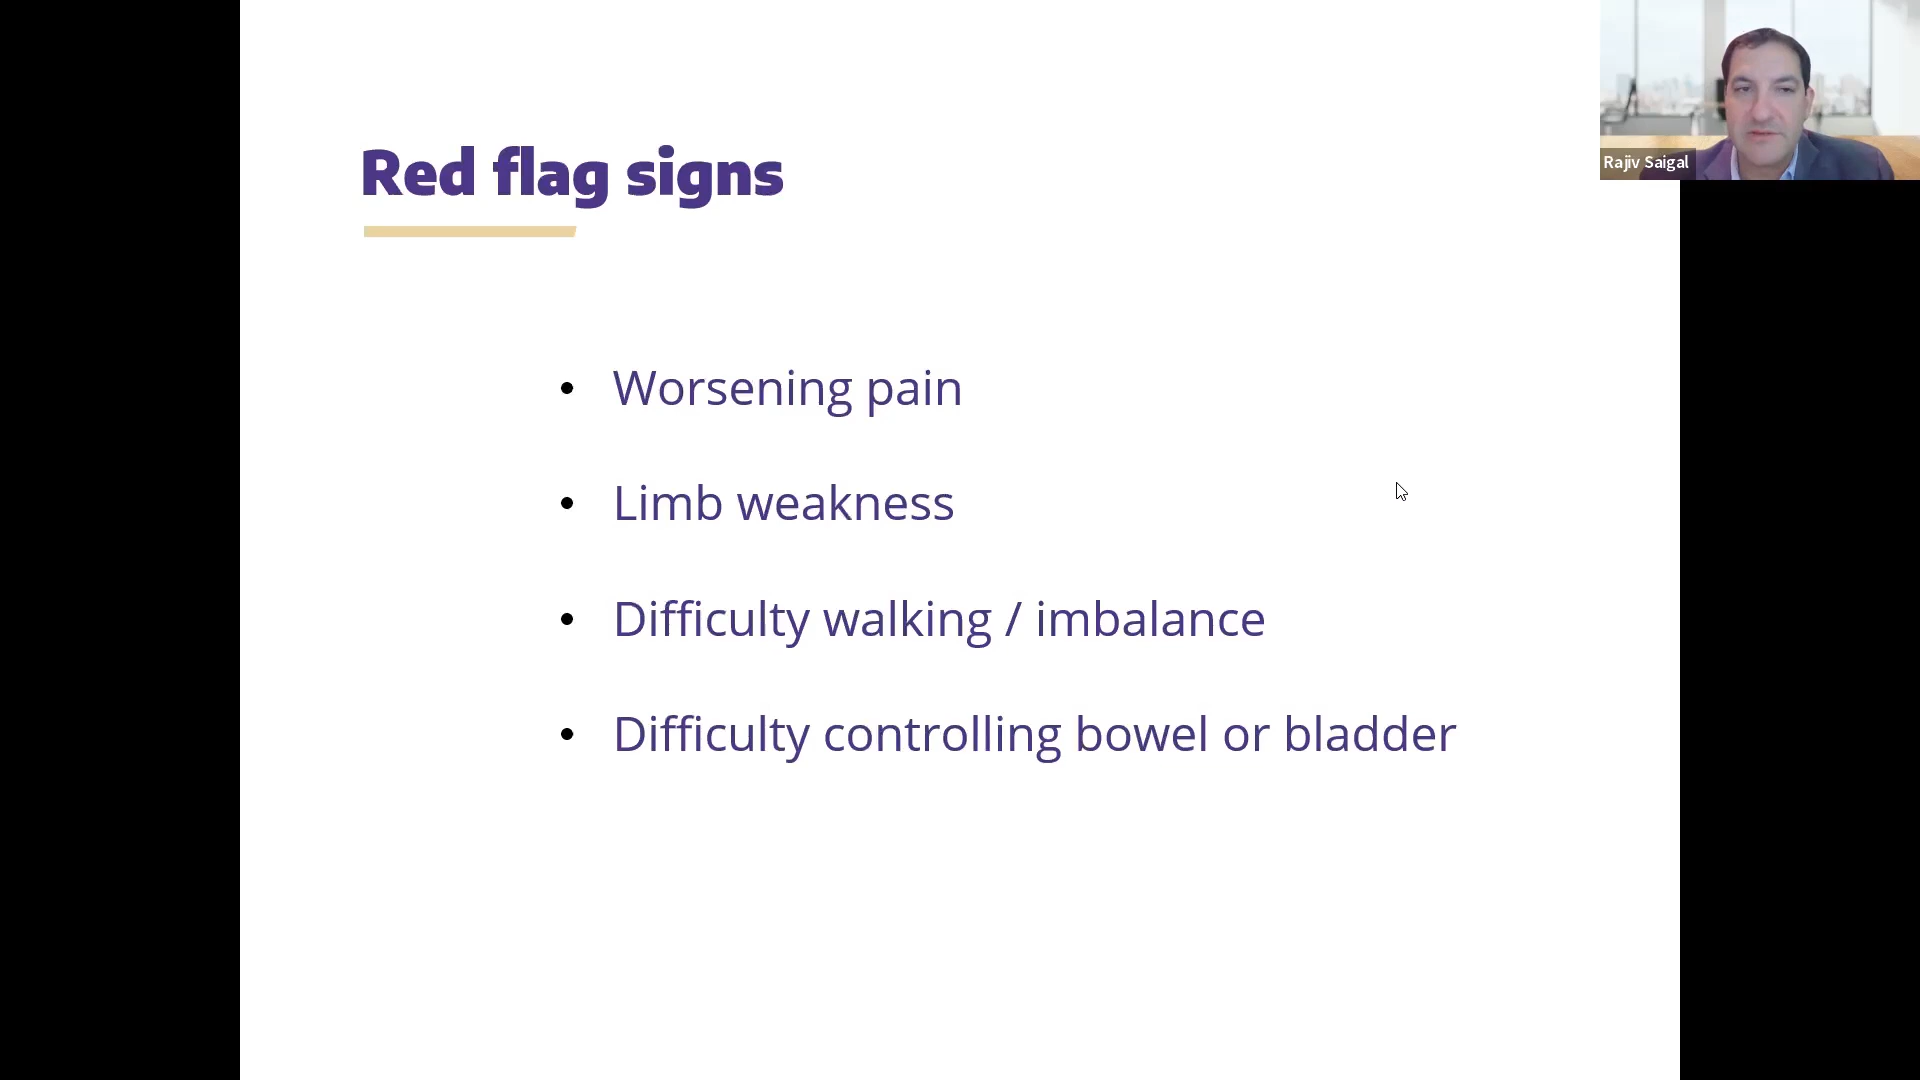 Red flag signs
Rajiv Saigal
• Worsening pain
• Limb weakness
• Difficulty walking / imbalance
• Difficulty controlling bowel or bladder